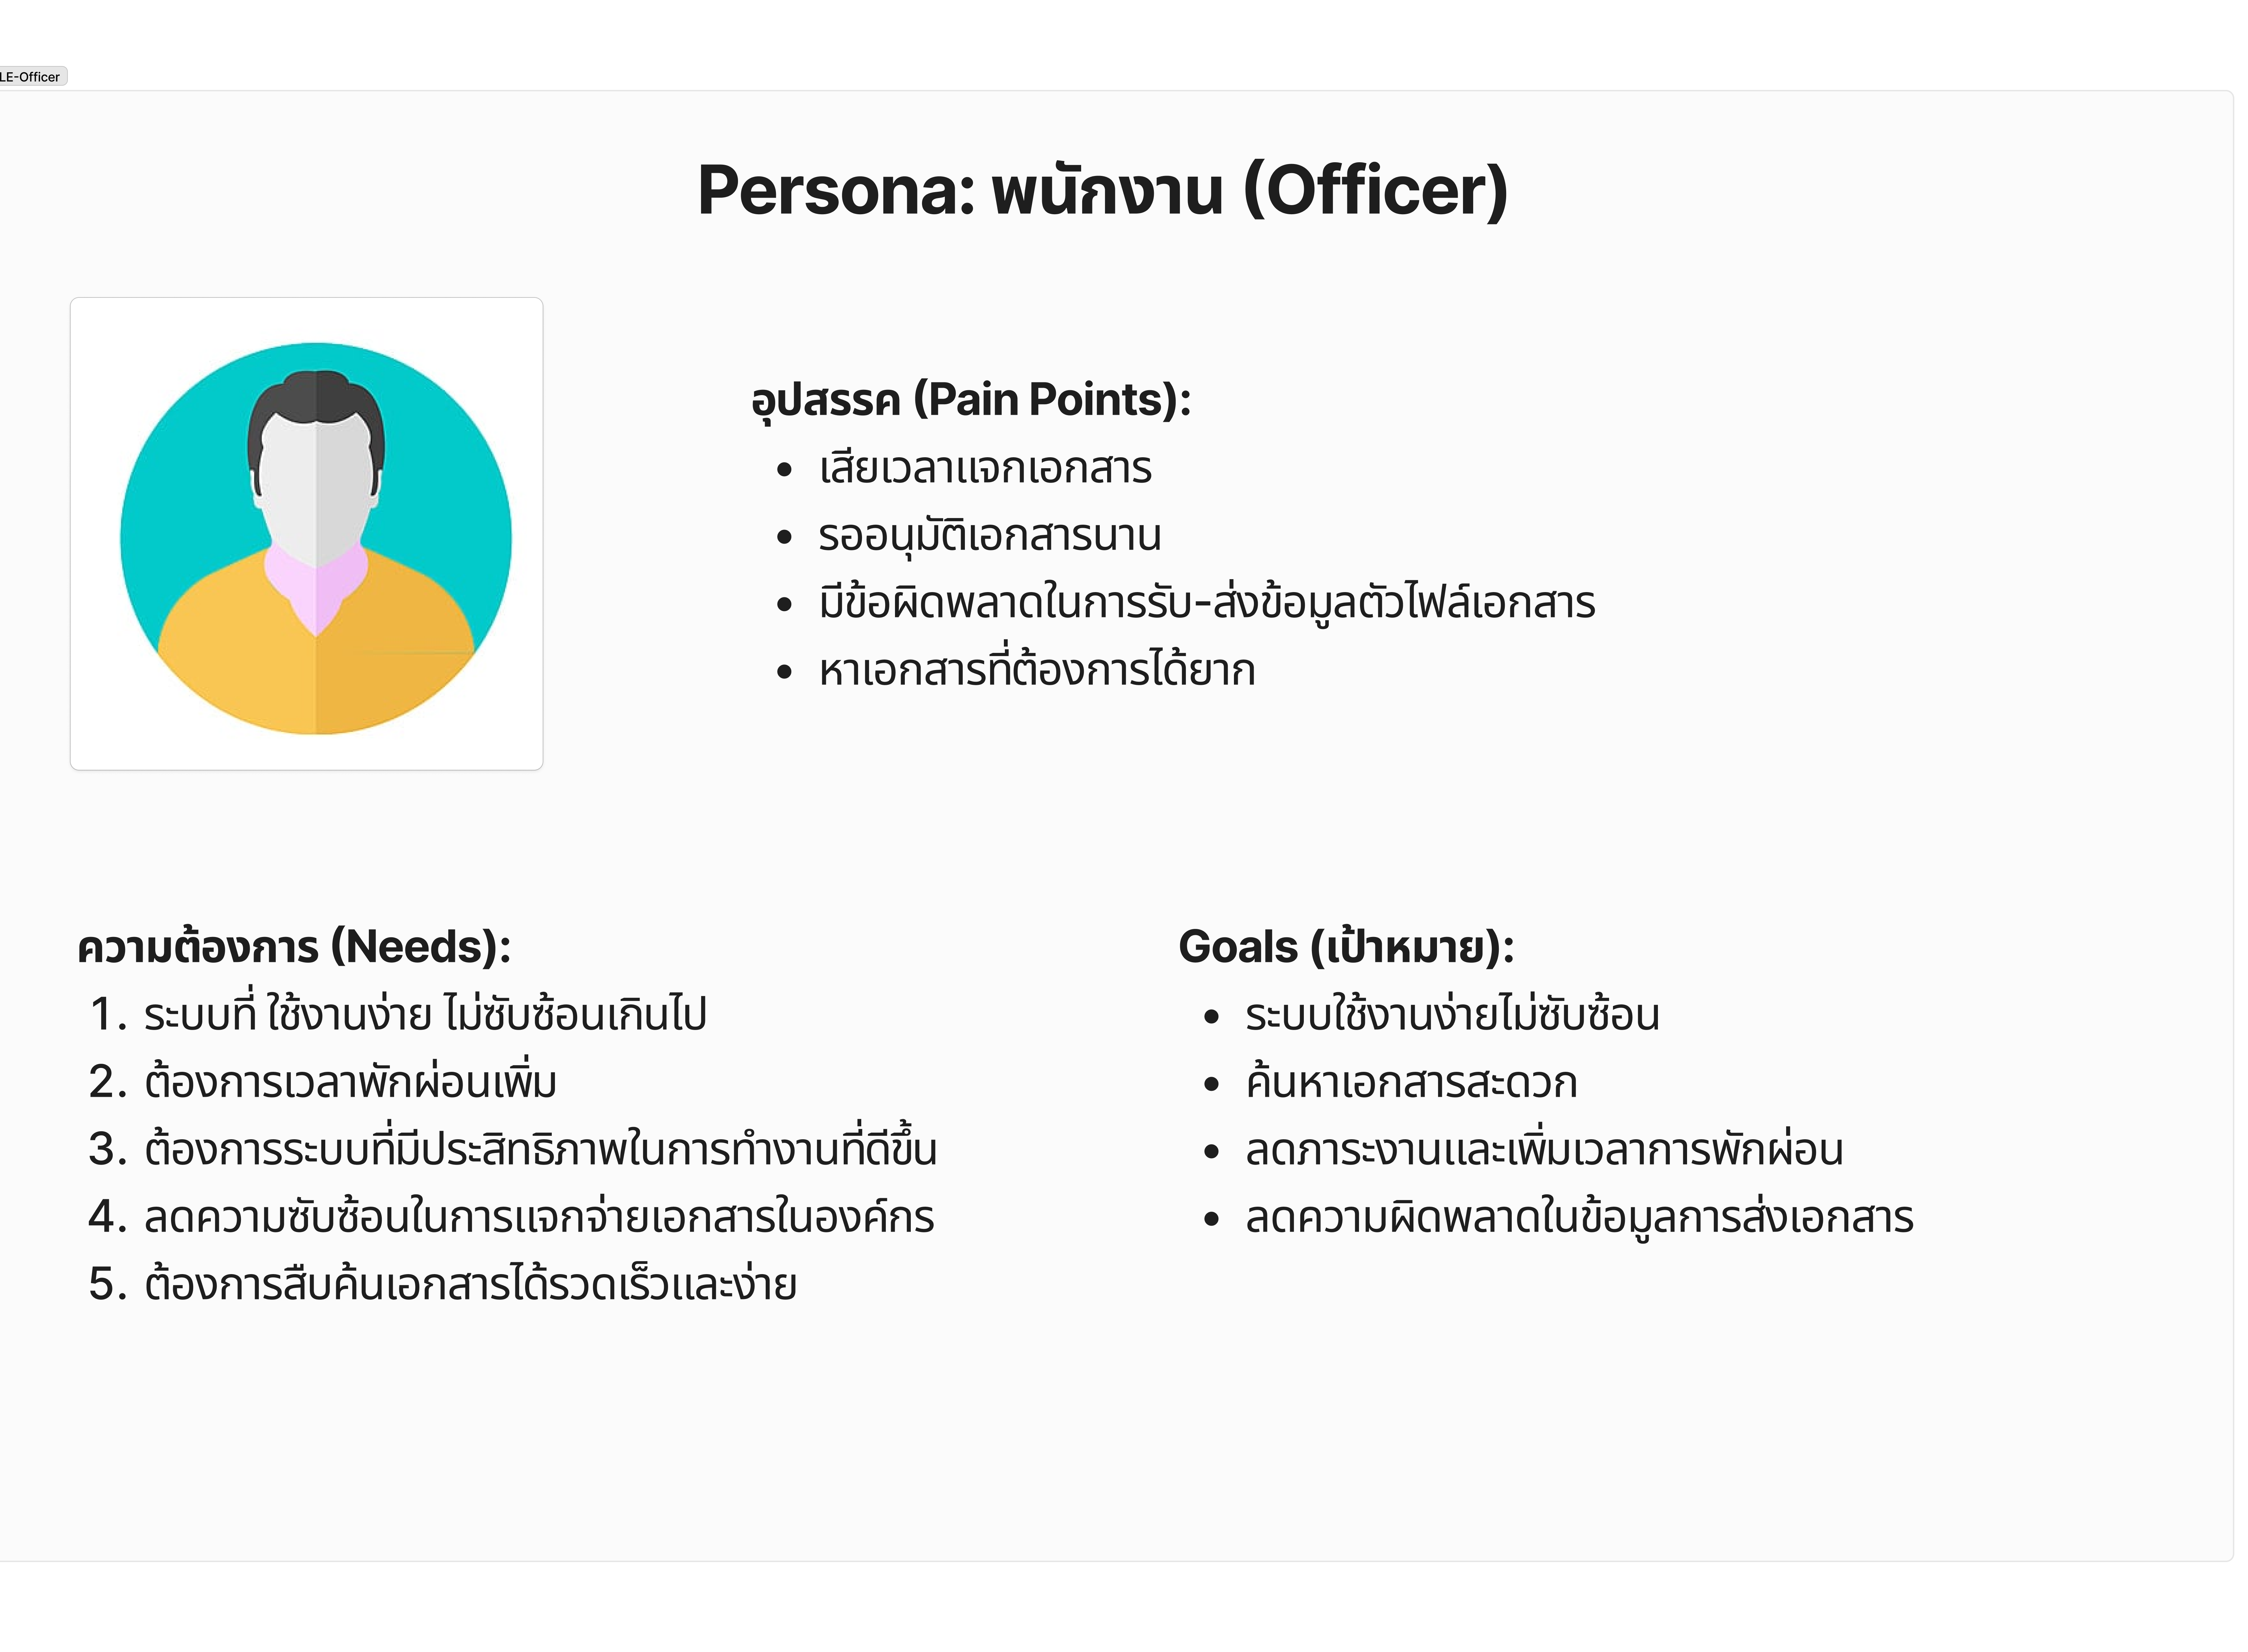 LE-Officer
Persona: พนักงาน (Officer)
อุปสรรค (Pain Points):
• เสียเวลาแจกเอกสาร
• รออนุมัติเอกสารนาน
• มีข้อผิดพลาดในการรับ-ส่งข้อมูลตัวไฟล์เอกสาร
• หาเอกสารที่ต้องการได้ยาก
ความต้องการ (Needs):
1. ระบบที่ ใช้งานง่าย ไม่ซับซ้อนเกินไป
2. ต้องการเวลาพักผ่อนเพิ่ม
3. ต้องการระบบที่มีประสิทธิภาพในการทำงานที่ดีขึ้น
4. ลดความซับซ้อนในการแจกจ่ายเอกสารในองค์กร
5. ต้องการสืบค้นเอกสารได้รวดเร็วและง่าย
Goals (เป้าหมาย):
• ระบบใช้งานง่ายไม่ซับซ้อน
• ค้นหาเอกสารสะดวก
• ลดภาระงานและเพิ่มเวลาการพักผ่อน
• ลดความผิดพลาดในข้อมูลการส่งเอกสาร